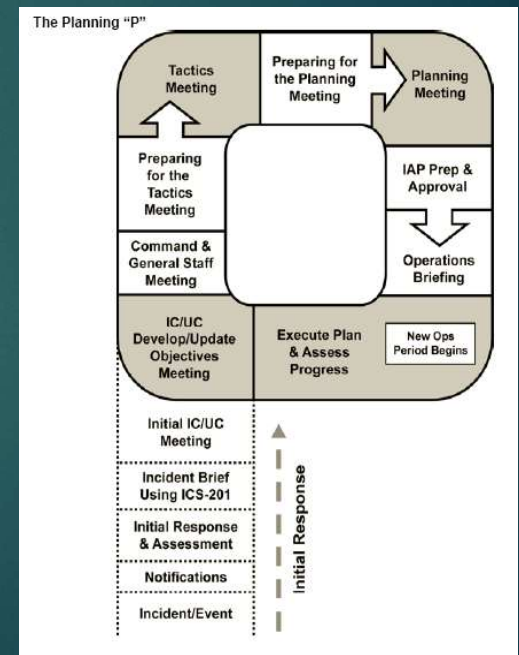 The Planning “P”
Tactics
Meeting
Preparing for
the Planning
Meeting
Planning
Meeting
Preparing
for the
Tactics
Meeting
IAP Prep &
Approval
Command &
General Staff
Meeting
Operations
Briefing
IC/UC
Develop/Update
Objectives
Meeting
Execute Plan
& Assess
Progress
New Ops
Period Begins
Initial IC/UC
Meeting
Incident Brief
Using ICS-201
Initial Response
& Assessment
Notifications
Incident/Event
Initial Response